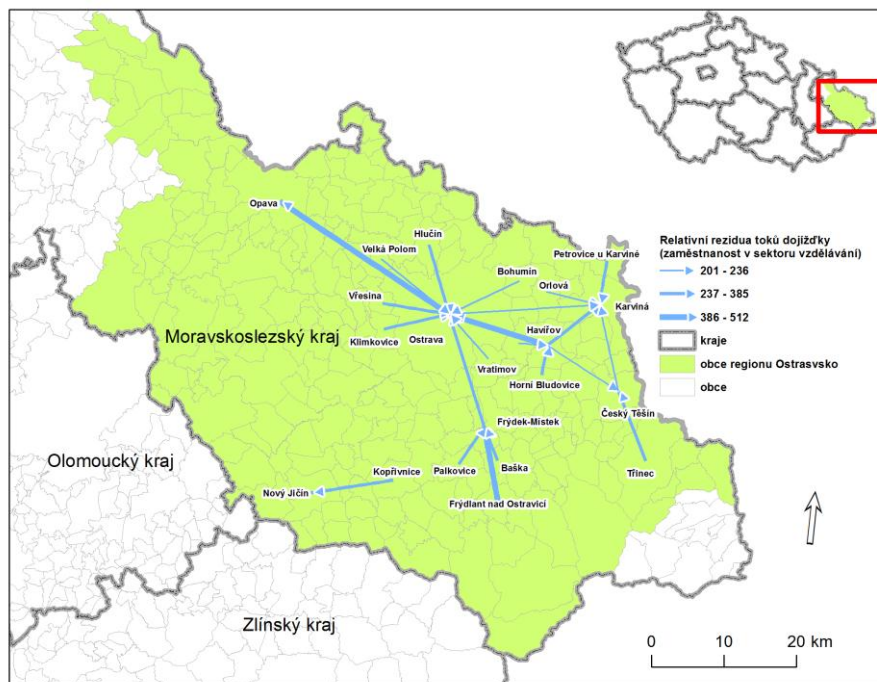 Opava
Hlučín
Velká Polom
Bohumín
Petrovice u Karviné
Orlová
Vřesina
Karviná
Moravskoslezský kraj
Klimkovice
Ostrava
Havířov
Vratimov
Horní Bludovice
Český Těšín
Frýdek-Místek
Olomoucký kraj
Kopřivnice
Palkovice
Baška
Třinec
Nový Jičín
Frýdlant nad Ostravicí
Zlínský kraj
Relativní rezidua toků dojížďky
(zaměstnanost v sektoru vzdělávání)
201 - 236
237 - 385
386 - 512
kraje
obce regionu Ostrasvsko
obce
0 10 20 km